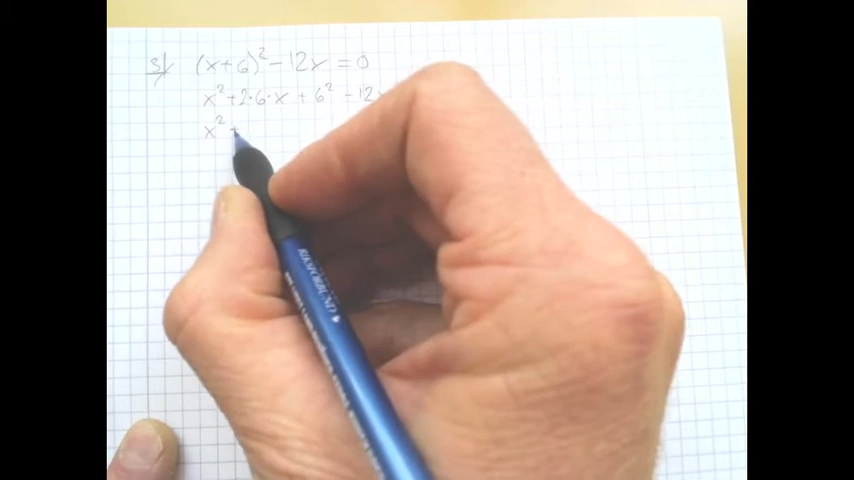 3) (x+6)² - 12x = 0
x² + 2·6·x + 6² - 12x
x² +